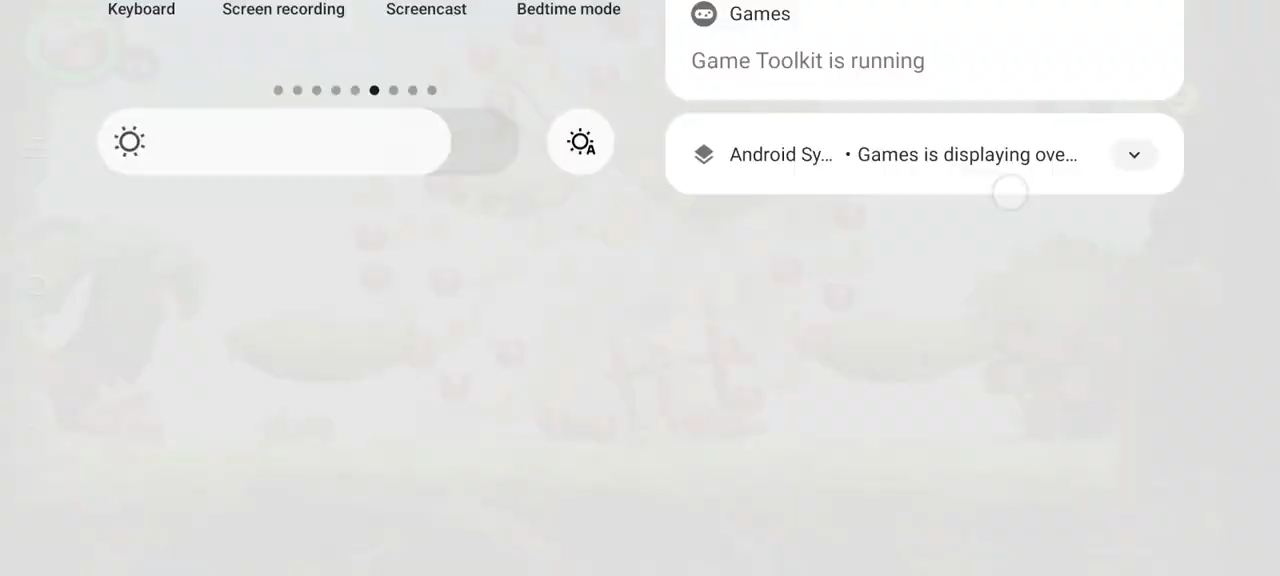 Keyboard Screen recording Screencast Bedtime mode
Games
Game Toolkit is running
A
Android Sy... • Games is displaying ove...